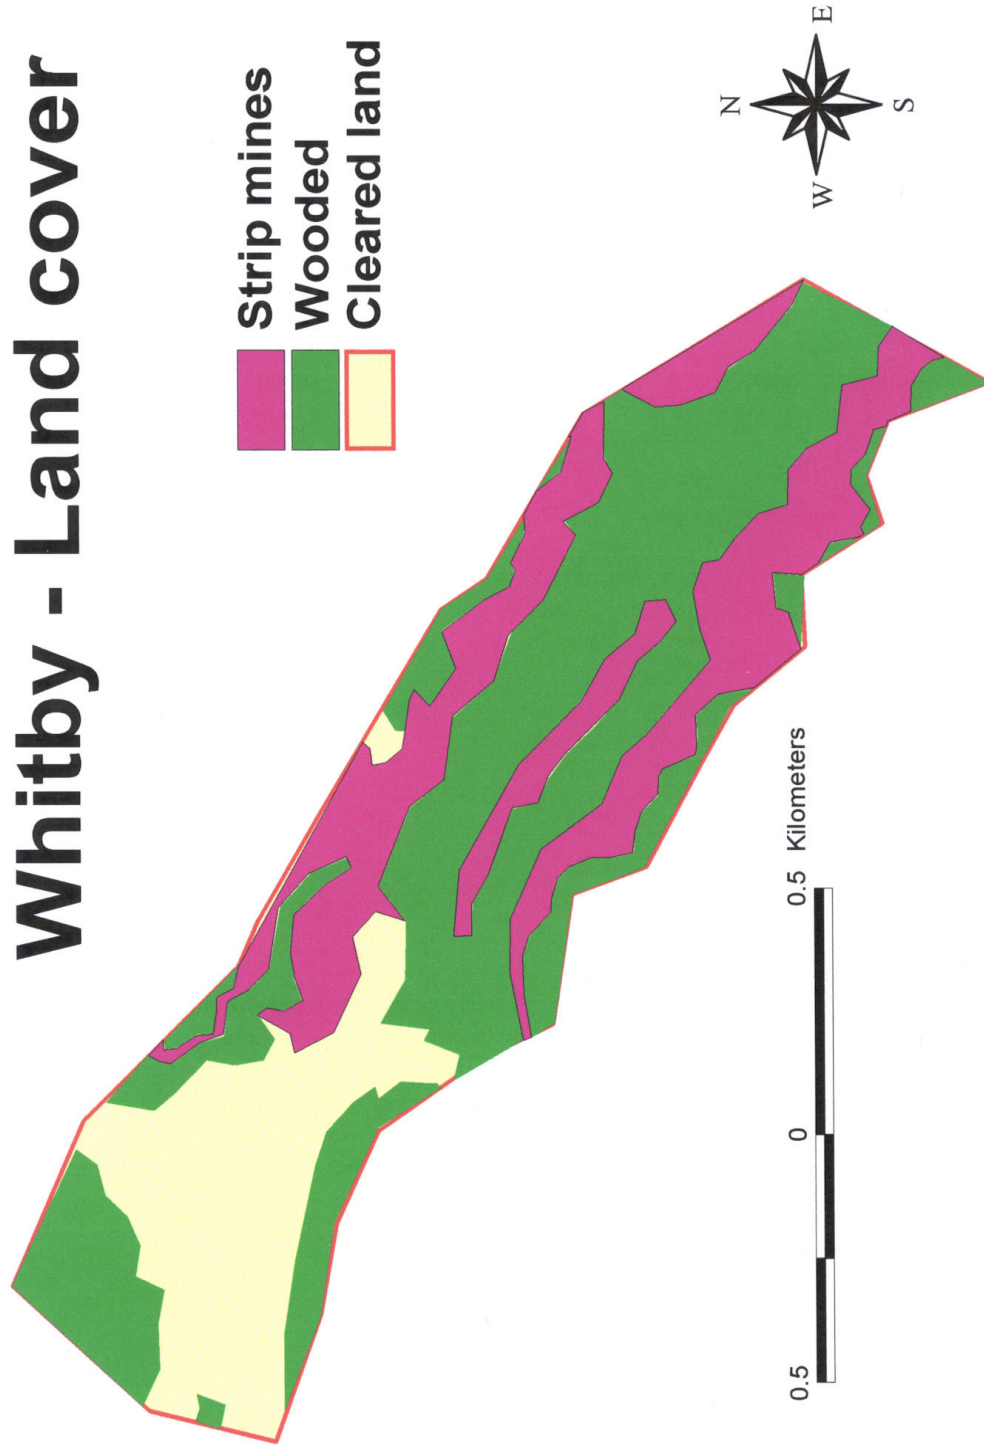 Whitby - Land cover
Strip mines
Wooded
Cleared land
N
W
E
S
0.5
0
0.5
Kilometers